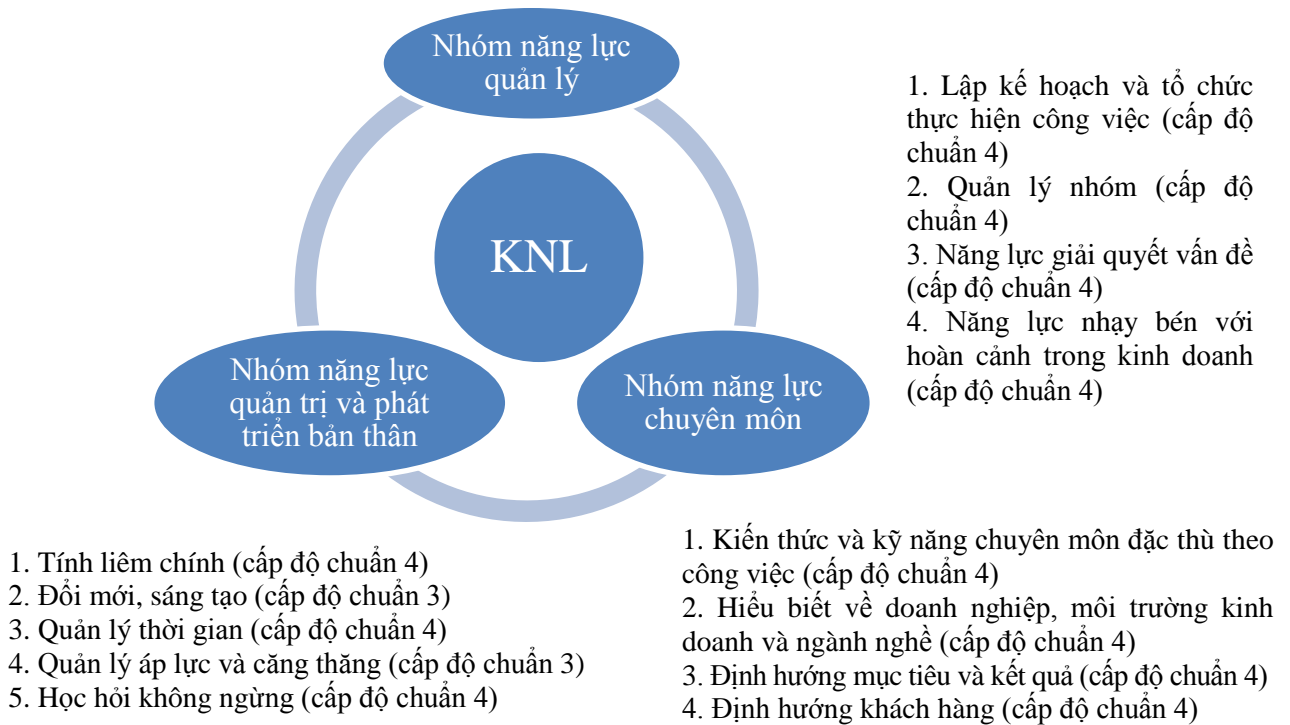 Nhóm năng lực
quản lý
1. Lập kế hoạch và tổ chức
thực hiện công việc (cấp độ
chuẩn 4)
2. Quản lý nhóm (cấp độ
chuẩn 4)
3. Năng lực giải quyết vấn đề
(cấp độ chuẩn 4)
4. Năng lực nhạy bén với
hoàn cảnh trong kinh doanh
(cấp độ chuẩn 4)
KNL
Nhóm năng lực
quản trị và phát
triển bản thân
Nhóm năng lực
chuyên môn
1. Tính liêm chính (cấp độ chuẩn 4)
2. Đổi mới, sáng tạo (cấp độ chuẩn 3)
3. Quản lý thời gian (cấp độ chuẩn 4)
4. Quản lý áp lực và căng thăng (cấp độ chuẩn 3)
5. Học hỏi không ngừng (cấp độ chuẩn 4)
1. Kiến thức và kỹ năng chuyên môn đặc thù theo
công việc (cấp độ chuẩn 4)
2. Hiểu biết về doanh nghiệp, môi trường kinh
doanh và ngành nghề (cấp độ chuẩn 4)
3. Định hướng mục tiêu và kết quả (cấp độ chuẩn 4)
4. Định hướng khách hàng (cấp độ chuẩn 4)